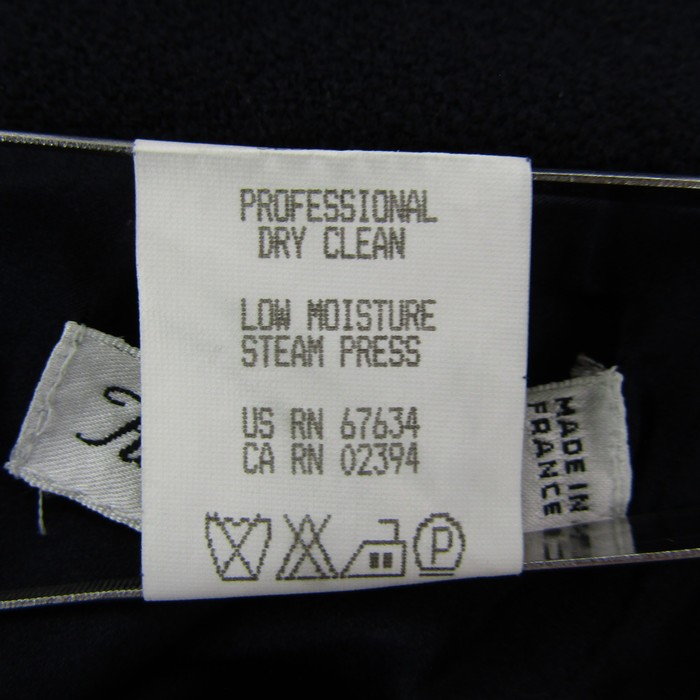 PROFESSIONAL
DRY CLEAN
LOW MOISTURE
STEAM PRESS
US RN 67634
CA RN 02394
P
MADE IN
FRANCE